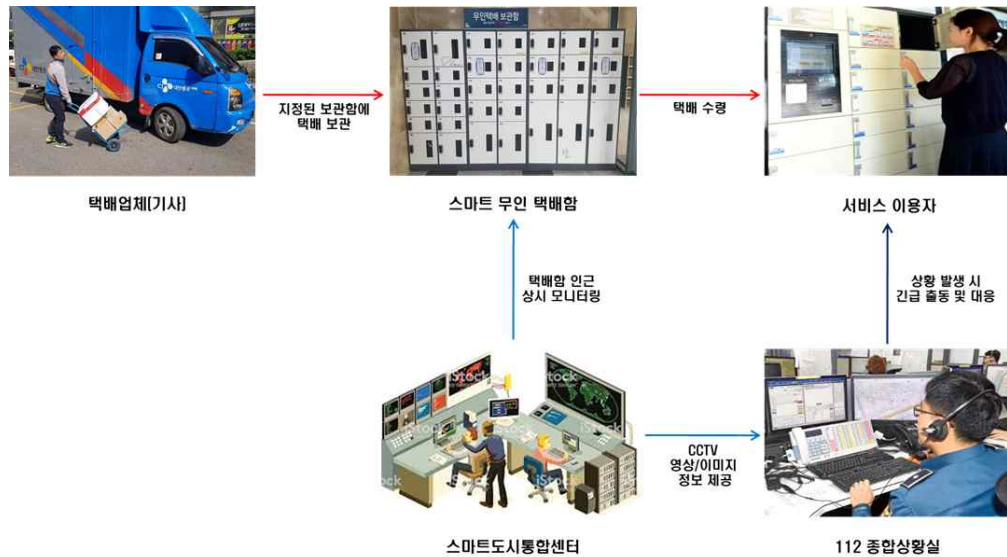 무인택배 보관함
지정된 보관함에
택배 보관
택배 수령
택배업체(기사)
스마트 무인 택배함
서비스 이용자
택배함 인근
상시 모니터링
상황 발생 시
긴급 출동 및 대응
iStock
iStock
iStock
iStock
CCTV
영상/이미지
정보 제공
스마트도시통합센터
112 종합상황실